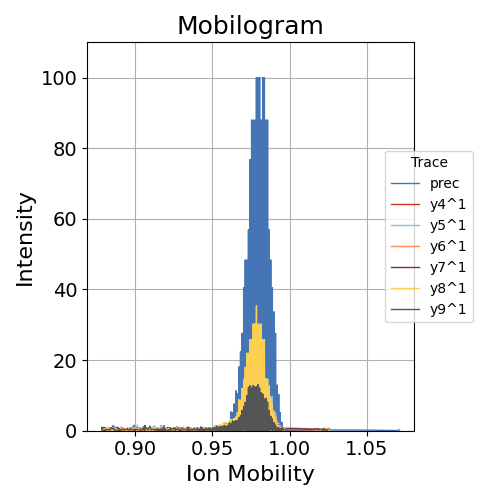 Mobilogram
Intensity
100
80
60
40
20
0
0.90 0.95 1.00 1.05
Ion Mobility
Trace
prec
y4^1
y5^1
y6^1
y7^1
y8^1
y9^1